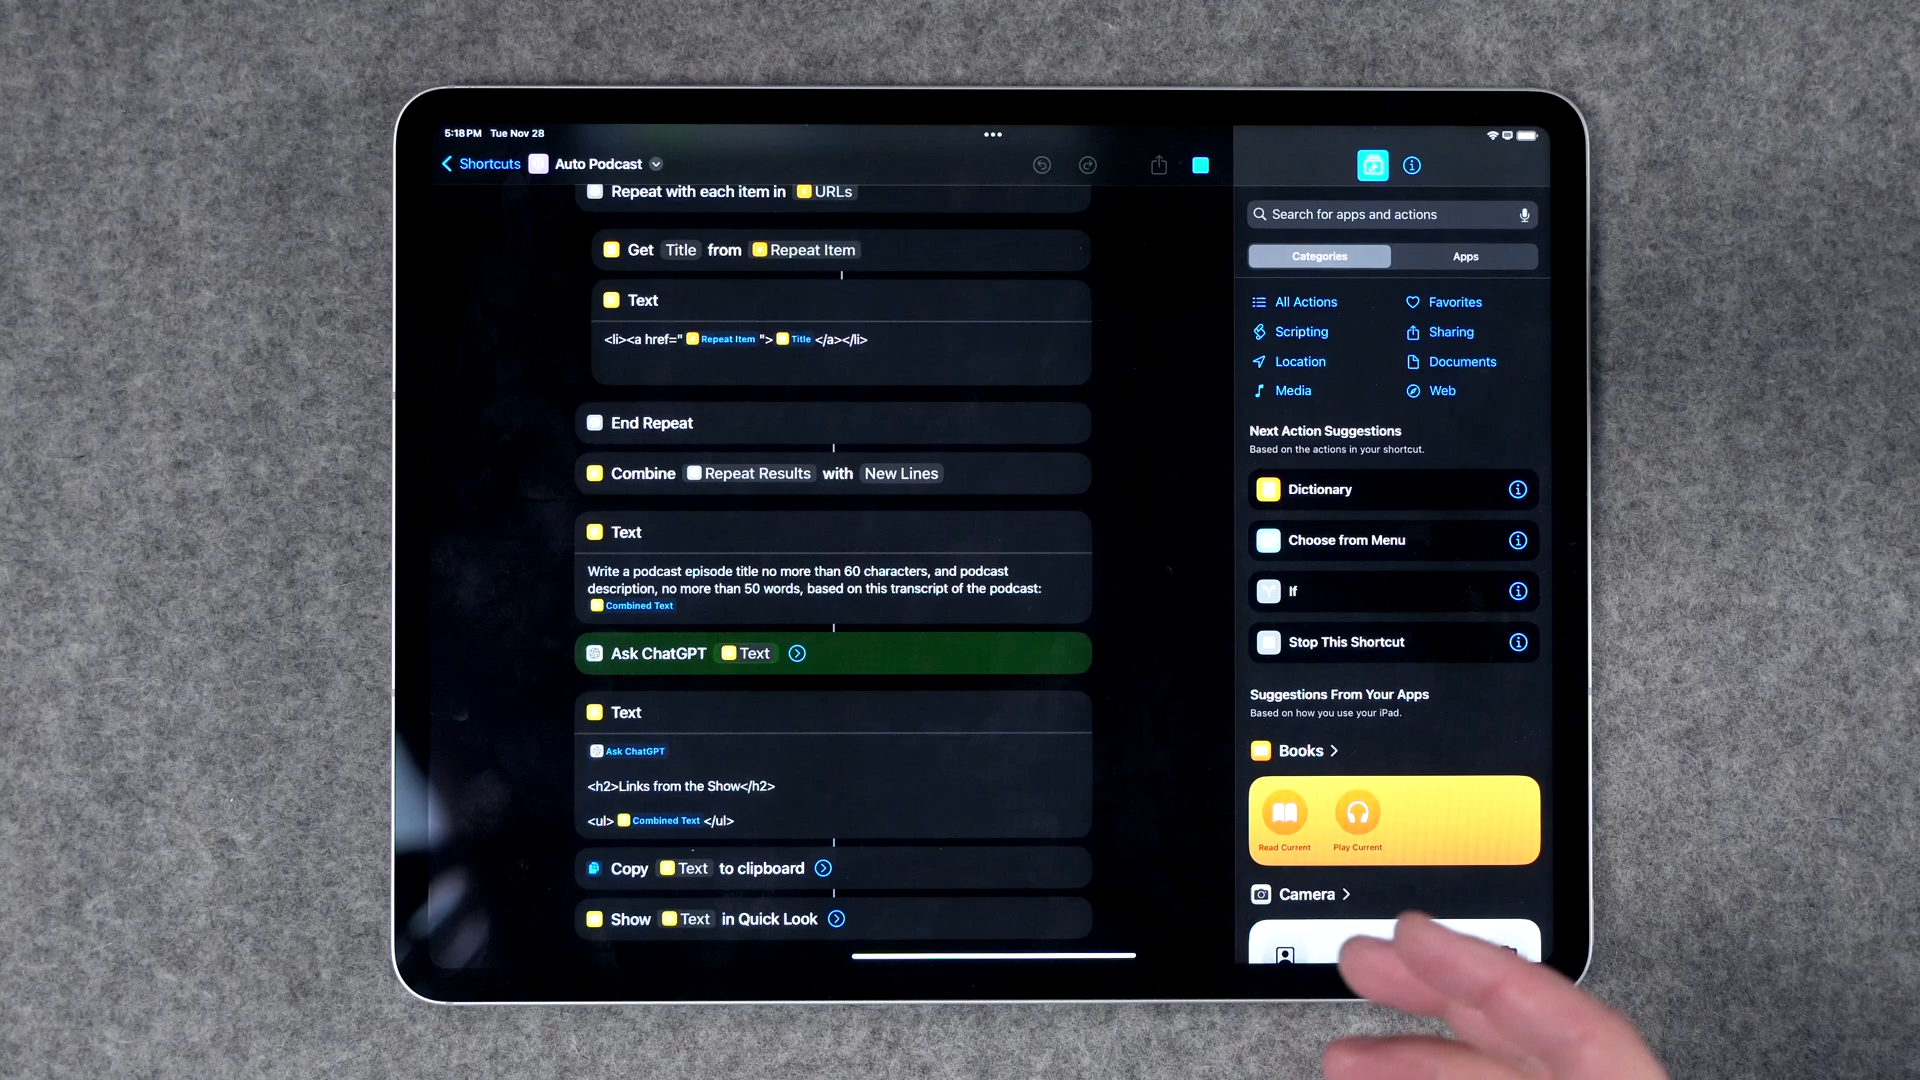 5:18PM Tue Nov 28
Shortcuts Auto Podcast
Repeat with each item in URLs
Get Title from Repeat Item
Text
<li><a href=" Repeat Item "> Title </a></li>
End Repeat
Combine Repeat Results with New Lines
Text
Write a podcast episode title no more than 60 characters, and podcast
description, no more than 50 words, based on this transcript of the podcast:
Combined Text
Ask ChatGPT Text
Text
Ask ChatGPT
<h2>Links from the Show</h2>
<ul> Combined Text </ul>
Copy Text to clipboard
Show Text in Quick Look
Search for apps and actions
Categories Apps
All Actions Favorites
Scripting Sharing
Location Documents
Media Web
Next Action Suggestions
Based on the actions in your shortcut.
Dictionary
Choose from Menu
If
Stop This Shortcut
Suggestions From Your Apps
Based on how you use your iPad.
Books
Read Current Play Current
Camera